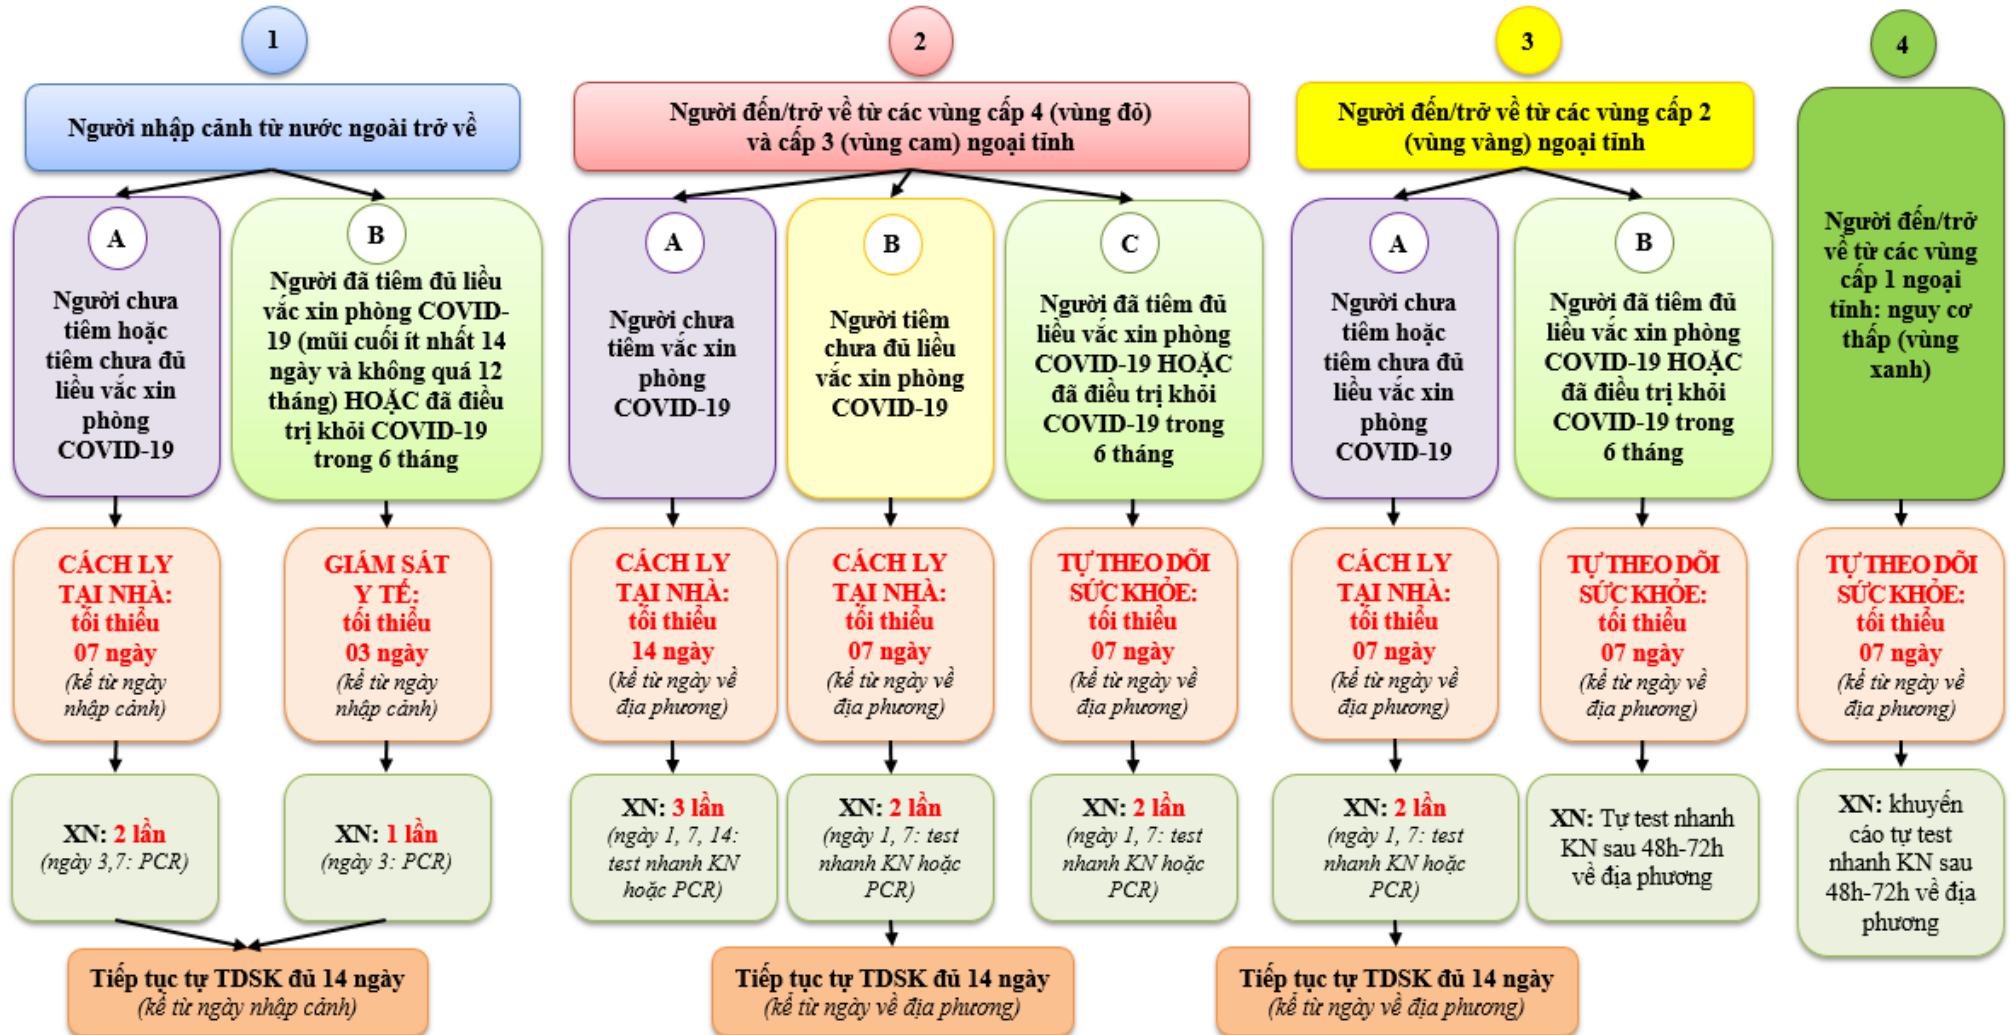 1
Người nhập cảnh từ nước ngoài trở về
A
Người chưa
tiêm hoặc
tiêm chưa đủ
liều vắc xin
phòng
COVID-19
CÁCH LY
TẠI NHÀ:
tối thiểu
07 ngày
(kể từ ngày
nhập cảnh)
XN: 2 lần
(ngày 3,7: PCR)
B
Người đã tiêm đủ liều
vắc xin phòng COVID-
19 (mũi cuối ít nhất 14
ngày và không quá 12
tháng) HOẶC đã điều
trị khỏi COVID-19
trong 6 tháng
GIÁM SÁT
Y TẾ:
tối thiểu
03 ngày
(kể từ ngày
nhập cảnh)
XN: 1 lần
(ngày 3: PCR)
Tiếp tục tự TDSK đủ 14 ngày
(kể từ ngày nhập cảnh)
2
Người đến/trở về từ các vùng cấp 4 (vùng đỏ)
và cấp 3 (vùng cam) ngoại tỉnh
A
Người chưa
tiêm vắc xin
phòng
COVID-19
CÁCH LY
TẠI NHÀ:
tối thiểu
14 ngày
(kể từ ngày về
địa phương)
XN: 3 lần
(ngày 1, 7, 14:
test nhanh KN
hoặc PCR)
B
Người tiêm
chưa đủ liều
vắc xin phòng
COVID-19
CÁCH LY
TẠI NHÀ:
tối thiểu
07 ngày
(kể từ ngày về
địa phương)
XN: 2 lần
(ngày 1, 7: test
nhanh KN hoặc
PCR)
Tiếp tục tự TDSK đủ 14 ngày
(kể từ ngày về địa phương)
C
Người đã tiêm đủ
liều vắc xin phòng
COVID-19 HOẶC
đã điều trị khỏi
COVID-19 trong
6 tháng
TỰ THEO DÕI
SỨC KHỎE:
tối thiểu
07 ngày
(kể từ ngày về
địa phương)
XN: 2 lần
(ngày 1, 7: test
nhanh KN hoặc
PCR)
3
Người đến/trở về từ các vùng cấp 2
(vùng vàng) ngoại tỉnh
A
Người chưa
tiêm hoặc
tiêm chưa đủ
liều vắc xin
phòng
COVID-19
CÁCH LY
TẠI NHÀ:
tối thiểu
07 ngày
(kể từ ngày về
địa phương)
XN: 2 lần
(ngày 1, 7: test
nhanh KN hoặc
PCR)
Tiếp tục tự TDSK đủ 14 ngày
(kể từ ngày về địa phương)
B
Người đã tiêm đủ
liều vắc xin phòng
COVID-19 HOẶC
đã điều trị khỏi
COVID-19 trong
6 tháng
TỰ THEO DÕI
SỨC KHỎE:
tối thiểu
07 ngày
(kể từ ngày về
địa phương)
XN: Tự test nhanh
KN sau 48h-72h
về địa phương
4
Người đến/trở
về từ các vùng
cấp 1 ngoại
tỉnh: nguy cơ
thấp (vùng
xanh)
TỰ THEO DÕI
SỨC KHỎE:
tối thiểu
07 ngày
(kể từ ngày về
địa phương)
XN: khuyến
cáo tự test
nhanh KN sau
48h-72h về địa
phương